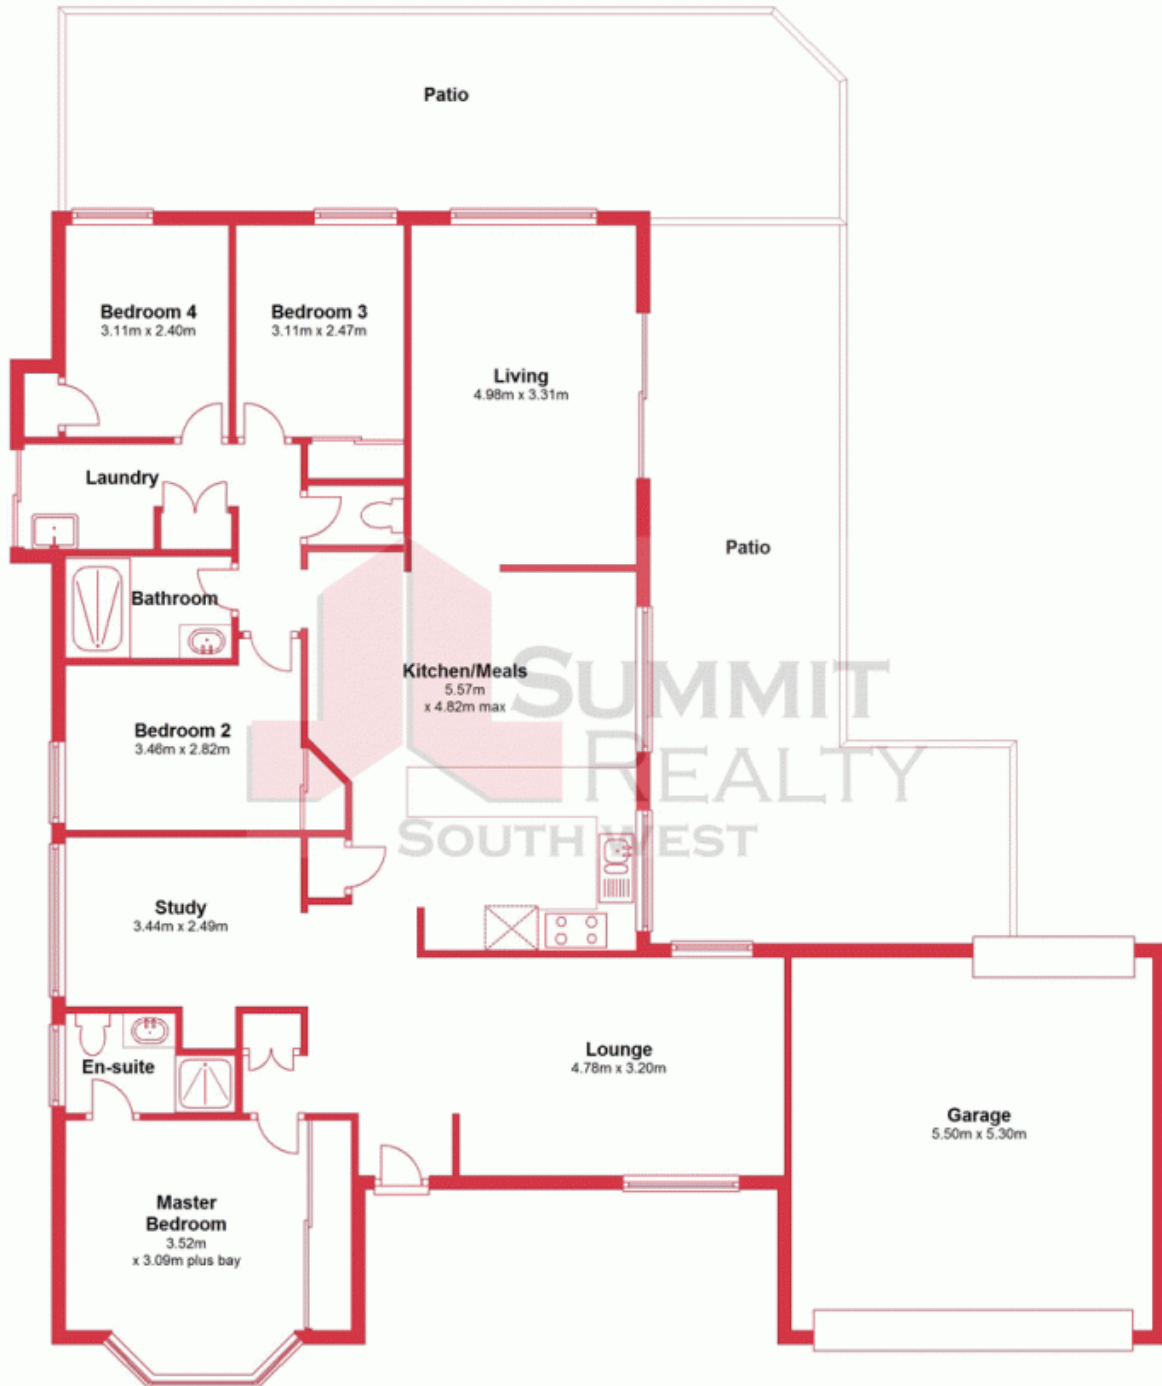 Patio
Bedroom 4
3.11m x 2.40m
Bedroom 3
3.11m x 2.47m
Living
4.98m x 3.31m
Laundry
Patio
Bathroom
Kitchen/Meals
5.57m
x 4.82m max
SUMMIT
REALTY
SOUTH WEST
Bedroom 2
3.46m x 2.82m
Study
3.44m x 2.49m
Lounge
4.78m x 3.20m
En-suite
Garage
5.50m x 5.30m
Master
Bedroom
3.52m
x 3.09m plus bay